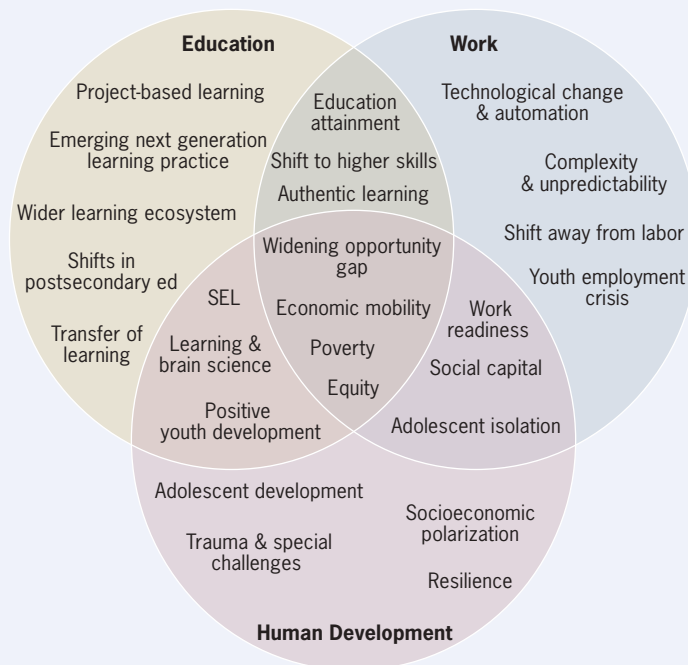 Education
Work
Project-based learning
Emerging next generation
learning practice
Wider learning ecosystem
Shifts in
postsecondary ed
Transfer of
learning
Education
attainment
Shift to higher skills
Authentic learning
Technological change
& automation
Complexity
& unpredictability
Shift away from labor
Youth employment
crisis
Widening opportunity
gap
Economic mobility
Poverty
Equity
SEL
Learning &
brain science
Positive
youth development
Work
readiness
Social capital
Adolescent isolation
Adolescent development
Trauma & special
challenges
Socioeconomic
polarization
Resilience
Human Development